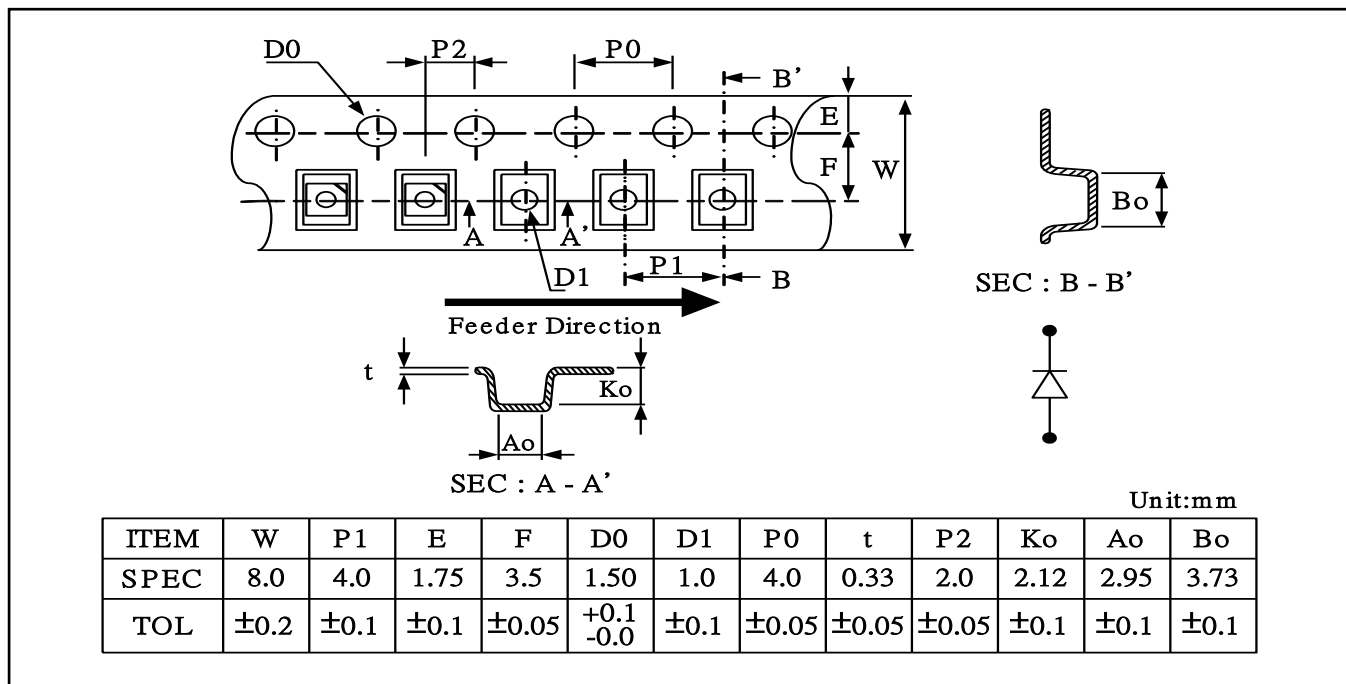 D0
P2
P0
B'
E
F
W
A
A'
D1
P1
B
Feeder Direction
Bo
SEC : B - B'
t
Ko
Ao
SEC : A - A'
Unit:mm
ITEM W P1 E F D0 D1 P0 t P2 Ko Ao Bo
SPEC 8.0 4.0 1.75 3.5 1.50 1.0 4.0 0.33 2.0 2.12 2.95 3.73
TOL ±0.2 ±0.1 ±0.1 ±0.05 +0.1 -0.0 ±0.1 ±0.05 ±0.05 ±0.05 ±0.1 ±0.1 ±0.1